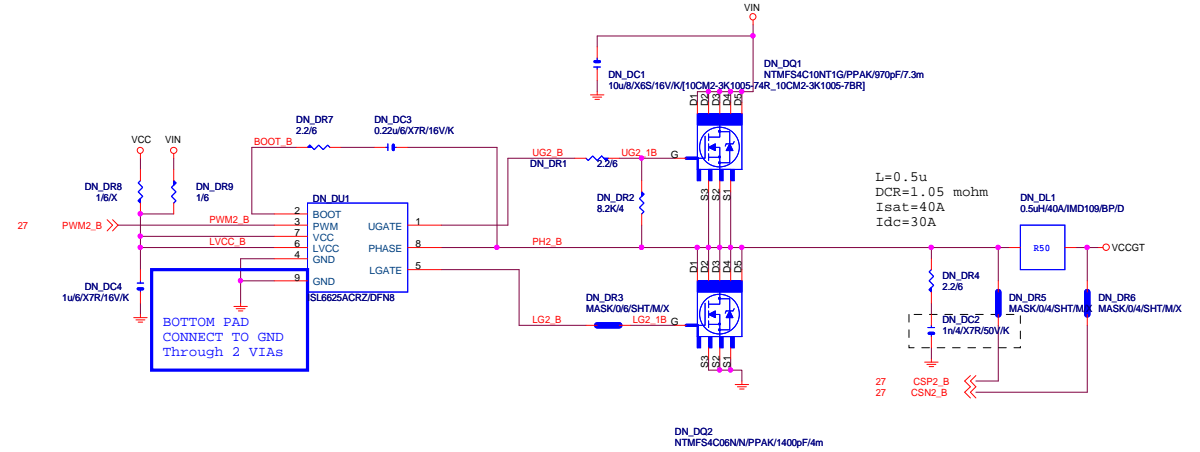 VIN
DN_DC1
10u/8/X6S/16V/K/[10CM2-3K1005-74R_10CM2-3K1005-7BR]
DN_DQ1
NTMFS4C10NT1G/PPAK/970pF/7.3m
D1
D2
D3
D4
D5
G
S3
S2
S1
DN_DR7
2.2/6
DN_DC3
0.22u/6/X7R/16V/K
VCC
VIN
BOOT_B
UG2_B
UG2_1B
DN_DR1
2.2/6
DN_DR8
1/6/X
DN_DR9
1/6
DN_DR2
8.2K/4
L=0.5u
DCR=1.05 mohm
Isat=40A
Idc=30A
DN_DL1
0.5uH/40A/IMD109/BP/D
DN_DU1
2
BOOT
3
PWM
7
VCC
6
LVCC
4
GND
9
GND
UGATE
1
PHASE
8
LGATE
5
ISL6625ACRZ/DFN8
27
PWM2_B
PWM2_B
LVCC_B
PH2_B
R50
VCCGT
DN_DC4
1u/6/X7R/16V/K
BOTTOM PAD
CONNECT TO GND
Through 2 VIAs
D1
D2
D3
D4
D5
G
S3
S2
S1
DN_DR3
MASK/0/6/SHT/M/X
LG2_B
LG2_1B
DN_DR4
2.2/6
DN_DR5
MASK/0/4/SHT/M/X
DN_DR6
MASK/0/4/SHT/M/X
DN_DC2
1n/4/X7R/50V/K
27
CSP2_B
27
CSN2_B
DN_DQ2
NTMFS4C06N/N/PPAK/1400pF/4m